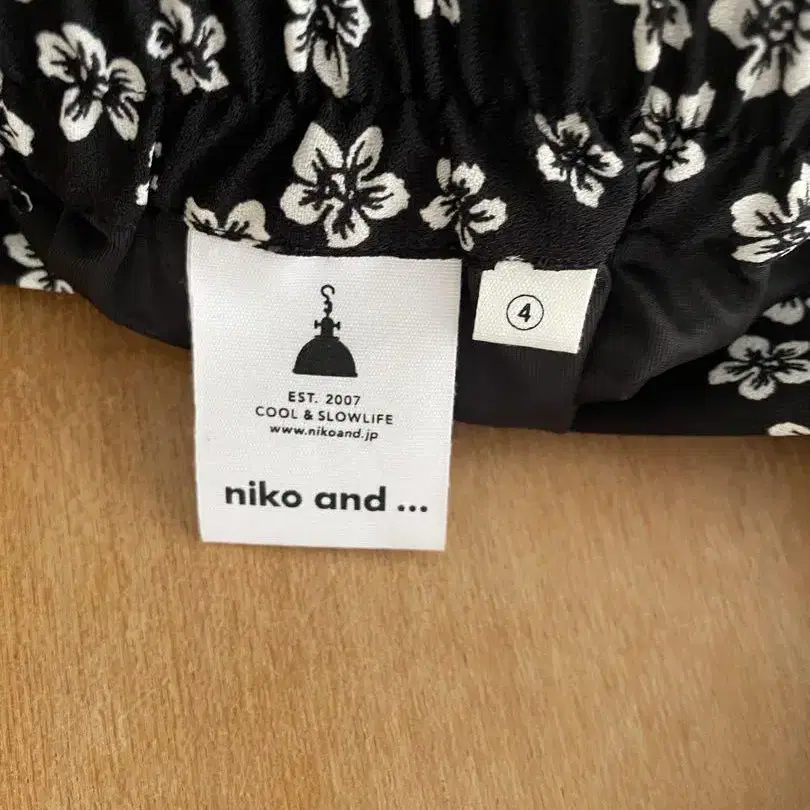 EST. 2007
COOL & SLOWLIFE
www.nikoand.jp
niko and ...
④